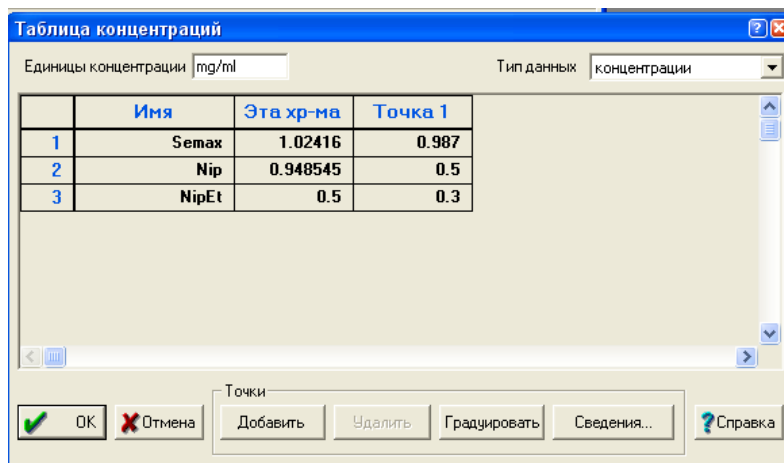 Таблица концентраций
Единицы концентрации mg/ml Тип данных концентрации
Имя Эта хр-ма Точка 1
1 Semax 1.02416 0.987
2 Nip 0.948545 0.5
3 NipEt 0.5 0.3
Точки
OK Отмена Добавить Удалить Градуировать Сведения... ? Справка